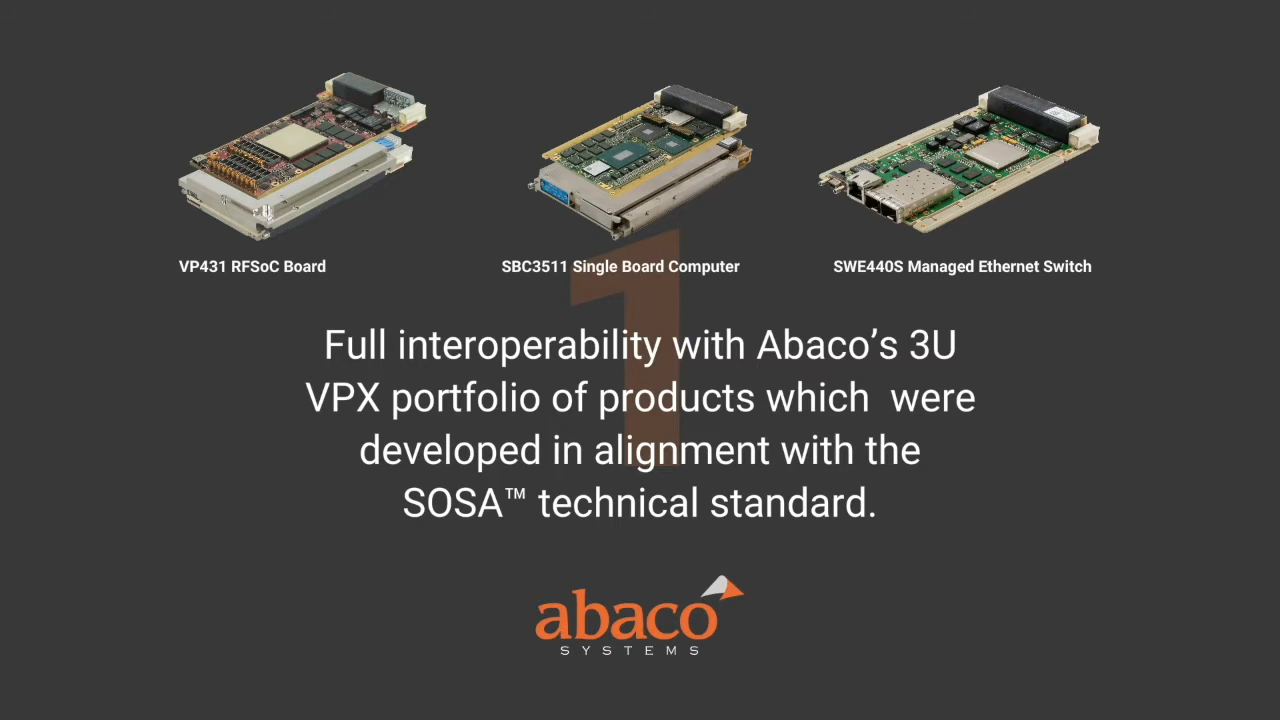 VP431 RFSoC Board
SBC3511 Single Board Computer
SWE440S Managed Ethernet Switch
1
Full interoperability with Abaco’s 3U
VPX portfolio of products which  were
developed in alignment with the
SOSA™ technical standard.
abaco
SYSTEMS